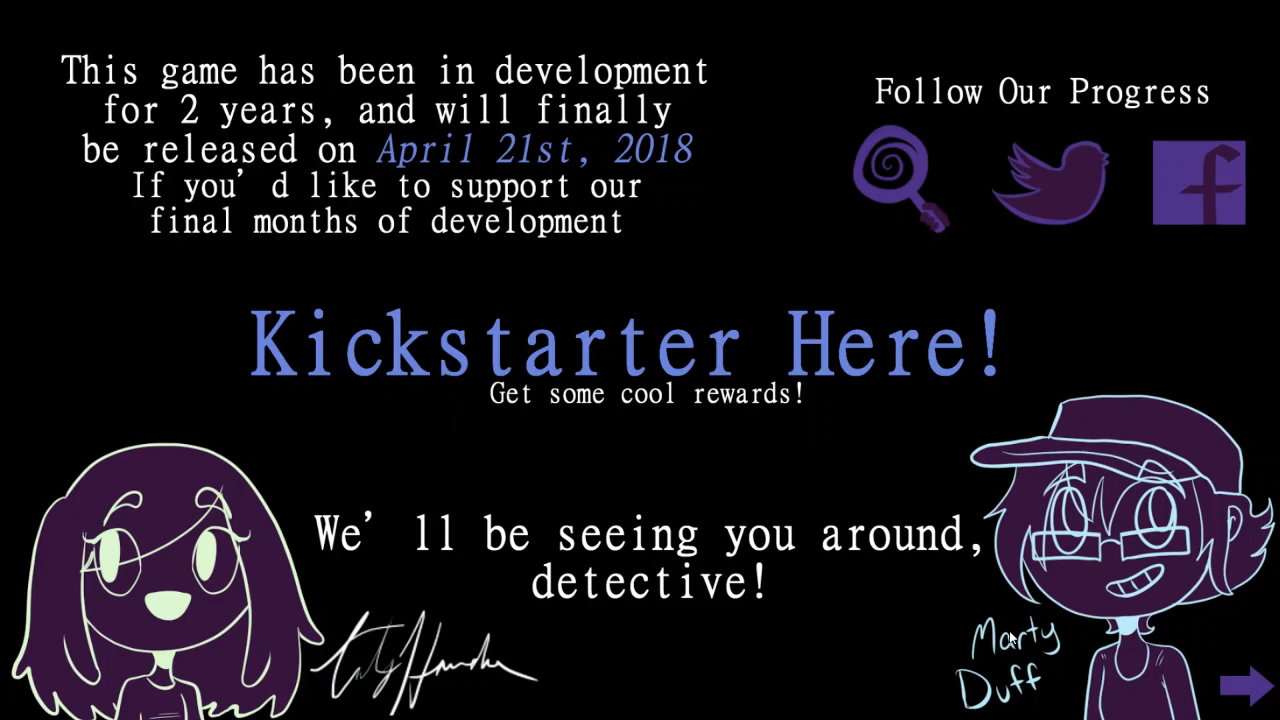 This game has been in development
for 2 years, and will finally
be released on April 21st, 2018
If you'd like to support our
final months of development
Follow Our Progress
f
Kickstarter Here!
Get some cool rewards!
We'll be seeing you around,
detective!
Marty
Duff